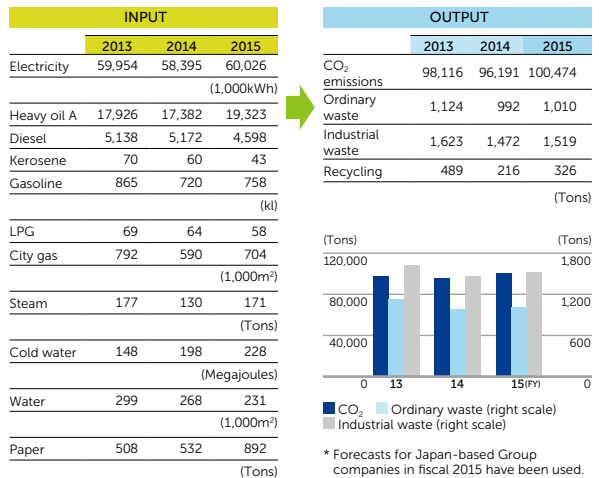 INPUT
2013 2014 2015
Electricity 59,954 58,395 60,026
(1,000kWh)
Heavy oil A 17,926 17,382 19,323
Diesel 5,138 5,172 4,598
Kerosene 70 60 43
Gasoline 865 720 758
(kl)
LPG 69 64 58
City gas 792 590 704
(1,000m²)
Steam 177 130 171
(Tons)
Cold water 148 198 228
(Megajoules)
Water 299 268 231
(1,000m²)
Paper 508 532 892
(Tons)
OUTPUT
2013 2014 2015
CO₂
emissions 98,116 96,191 100,474
Ordinary
waste 1,124 992 1,010
Industrial
waste 1,623 1,472 1,519
Recycling 489 216 326
(Tons)
(Tons) (Tons)
120,000 1,800
80,000 1,200
40,000 600
0 13 14 15(FY) 0
CO₂ Ordinary waste (right scale)
Industrial waste (right scale)
* Forecasts for Japan-based Group
companies in fiscal 2015 have been used.